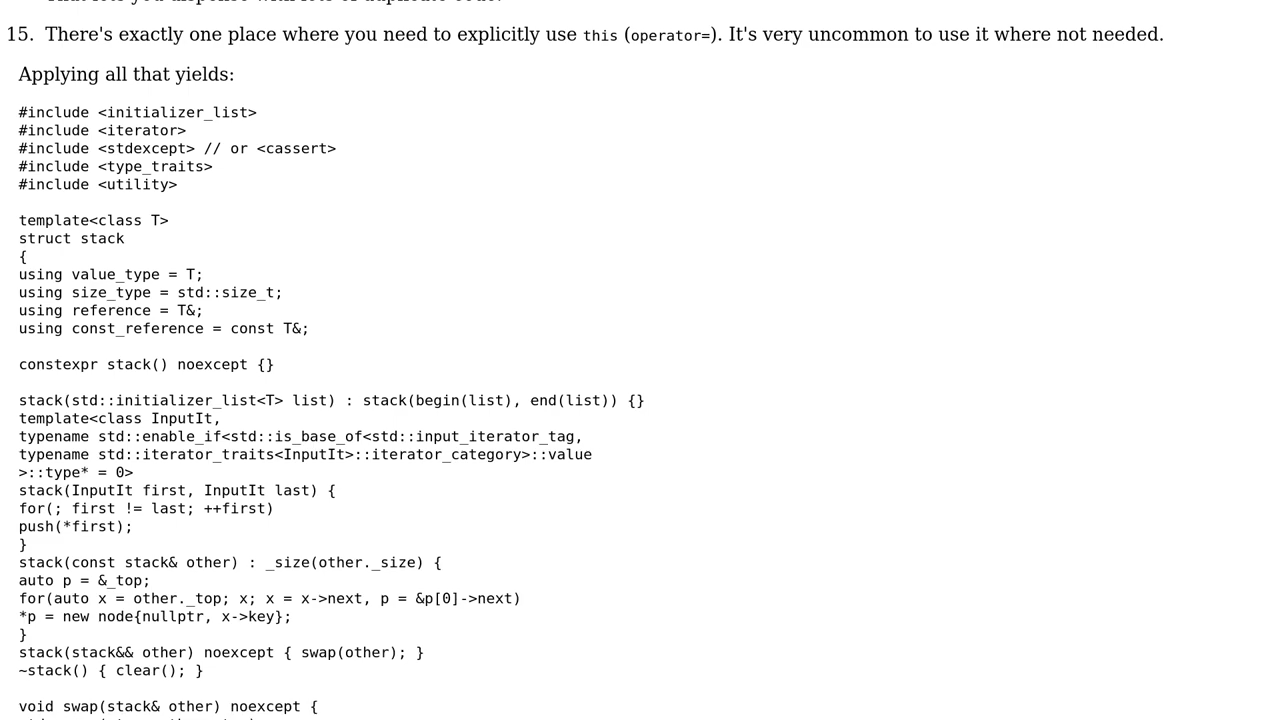 15. There's exactly one place where you need to explicitly use this (operator=). It's very uncommon to use it where not needed.
Applying all that yields:
#include <initializer_list>
#include <iterator>
#include <stdexcept> // or <cassert>
#include <type_traits>
#include <utility>
template<class T>
struct stack
{
using value_type = T;
using size_type = std::size_t;
using reference = T&;
using const_reference = const T&;
constexpr stack() noexcept {}
stack(std::initializer_list<T> list) : stack(begin(list), end(list)) {}
template<class InputIt,
typename std::enable_if<std::is_base_of<std::input_iterator_tag,
typename std::iterator_traits<InputIt>::iterator_category>::value
>::type* = 0>
stack(InputIt first, InputIt last) {
for(; first != last; ++first)
push(*first);
}
stack(const stack& other) : _size(other._size) {
auto p = &_top;
for(auto x = other._top; x; x = x->next, p = &p[0]->next)
*p = new node{nullptr, x->key};
}
stack(stack&& other) noexcept { swap(other); }
~stack() { clear(); }
void swap(stack& other) noexcept {